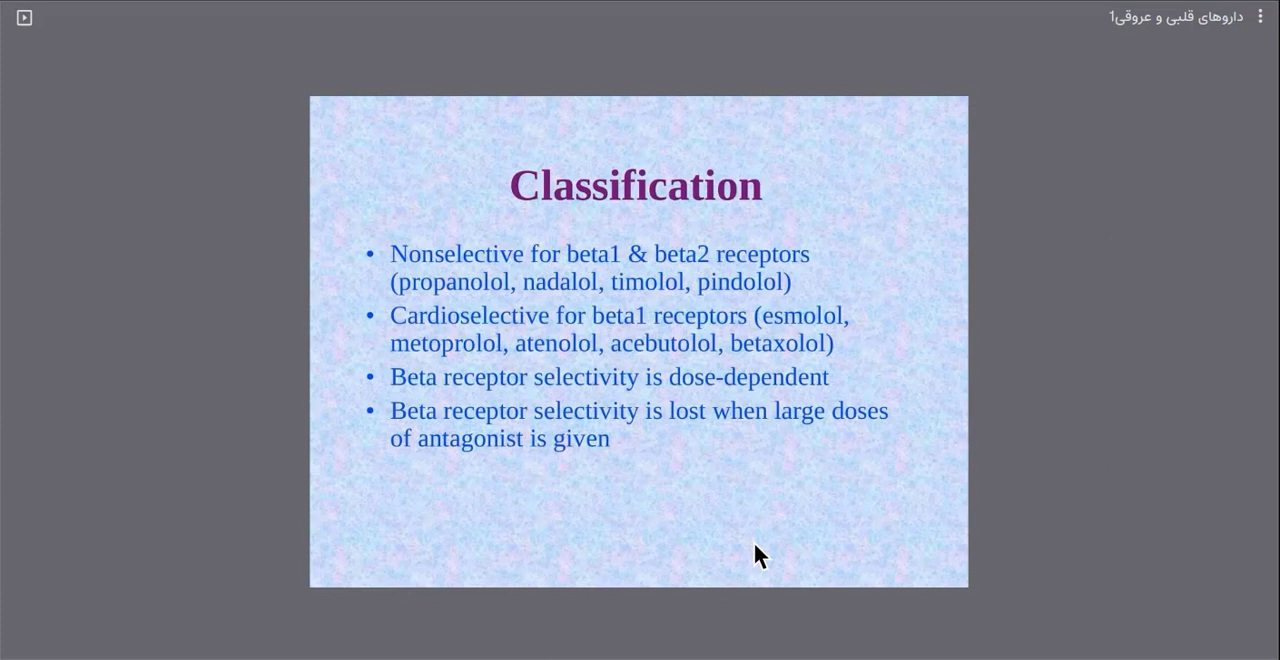 داروهای قلبی و عروقی1
Classification
• Nonselective for beta1 & beta2 receptors
(propanolol, nadalol, timolol, pindolol)
• Cardioselective for beta1 receptors (esmolol,
metoprolol, atenolol, acebutolol, betaxolol)
• Beta receptor selectivity is dose-dependent
• Beta receptor selectivity is lost when large doses
of antagonist is given